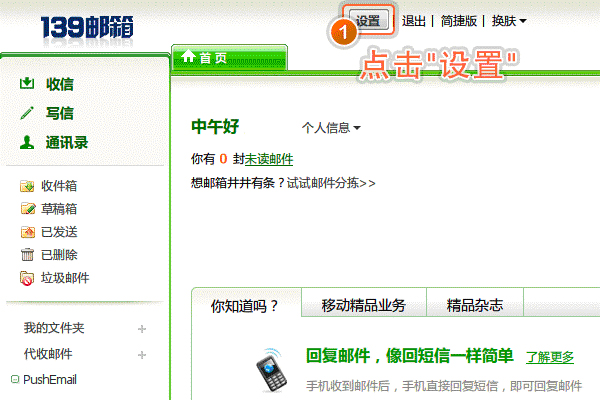 139邮箱
设置 | 退出 | 简捷版 | 换肤
1
点击"设置"
首页
收信
写信
通讯录
中午好 个人信息
你有 0 封未读邮件
想邮箱井井有条？试试邮件分拣>>
收件箱
草稿箱
已发送
已删除
垃圾邮件
我的文件夹 +
代收邮件 +
PushEmail
你知道吗？ 移动精品业务 精品杂志
回复邮件，像回短信一样简单 了解更多
手机收到邮件后，手机直接回复短信，即可回复邮件